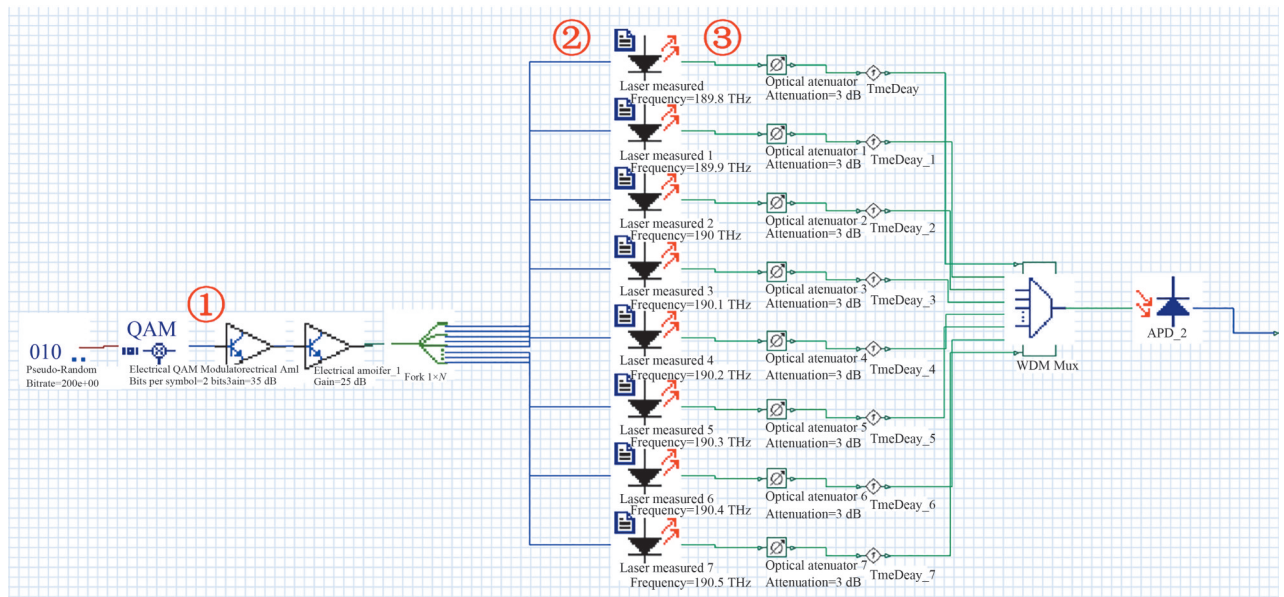 ②
③
Laser measured
Frequency=189.8 THz
Optical atenuator
Attenuation=3 dB
TmeDeay
Laser measured 1
Frequency=189.9 THz
Optical atenuator 1
Attenuation=3 dB
TmeDeay_1
Laser measured 2
Frequency=190 THz
Optical atenuator 2
Attenuation=3 dB
TmeDeay_2
Laser measured 3
Frequency=190.1 THz
Optical atenuator 3
Attenuation=3 dB
TmeDeay_3
Laser measured 4
Frequency=190.2 THz
Optical atenuator 4
Attenuation=3 dB
TmeDeay_4
Laser measured 5
Frequency=190.3 THz
Optical atenuator 5
Attenuation=3 dB
TmeDeay_5
Laser measured 6
Frequency=190.4 THz
Optical atenuator 6
Attenuation=3 dB
TmeDeay_6
Laser measured 7
Frequency=190.5 THz
Optical atenuator 7
Attenuation=3 dB
TmeDeay_7
①
010
Pseudo-Random
Bitrate=200e+00
QAM
Electrical QAM Modulatorectrical Aml
Bits per symbol=2 bits3ain=35 dB
Electrical amoifer_1
Gain=25 dB
Fork 1×N
WDM Mux
APD_2